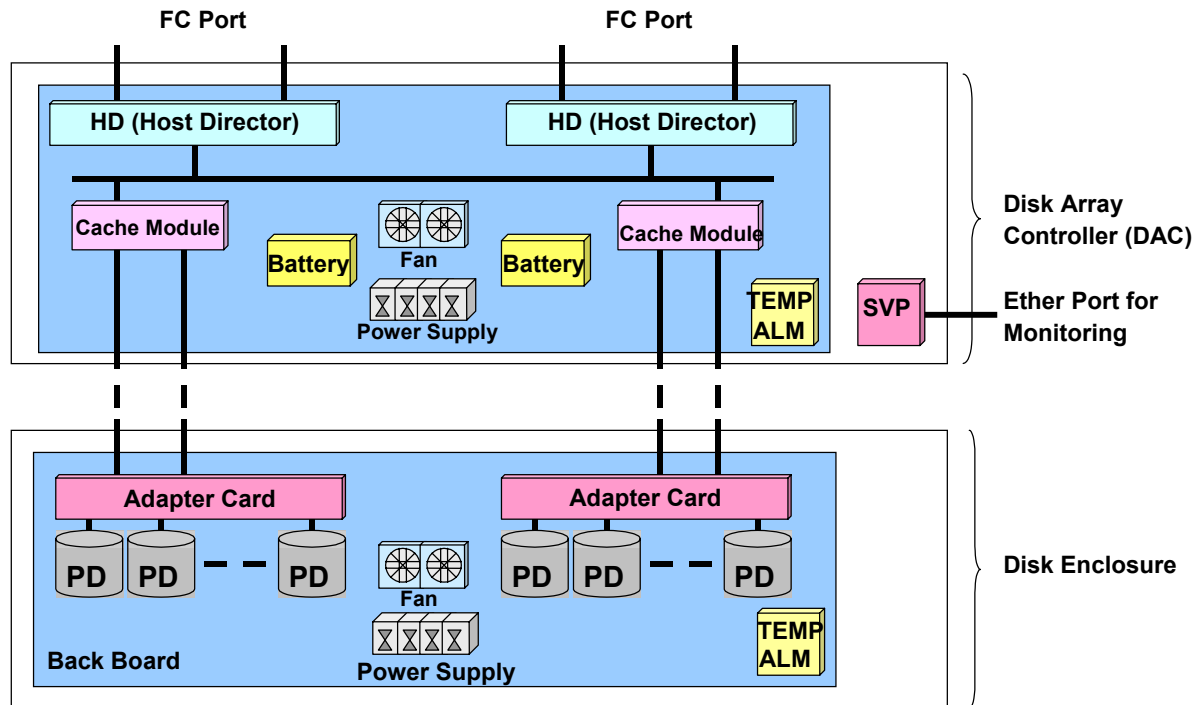 FC Port
FC Port
HD (Host Director)
HD (Host Director)
Cache Module
Cache Module
Battery
Fan
Battery
Power Supply
TEMP
ALM
SVP
Disk Array
Controller (DAC)
Ether Port for
Monitoring
Adapter Card
Adapter Card
PD
PD
PD
PD
PD
PD
Fan
Power Supply
TEMP
ALM
Back Board
Disk Enclosure